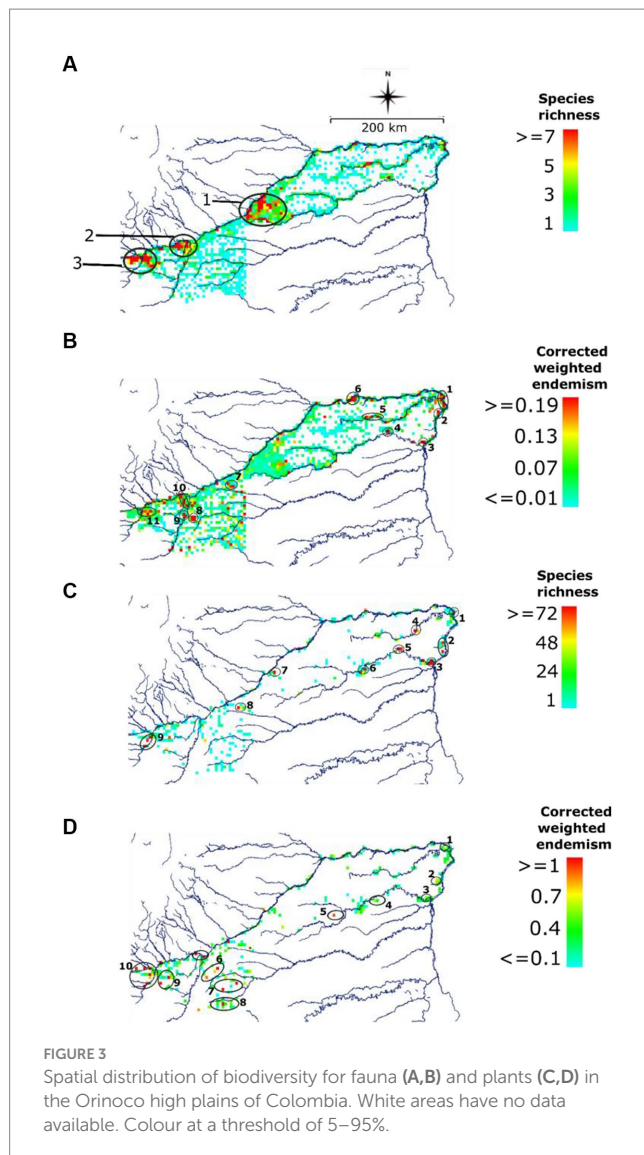 A
N
200 km
Species
richness
>=7
5
3
1
1
2
3
B
Corrected
weighted
endemism
>=0.19
0.13
0.07
<=0.01
6
1
5
2
4
3
7
10
8
9
11
C
Species
richness
>=72
48
24
1
1
4
2
5
3
6
7
8
9
D
Corrected
weighted
endemism
>=1
0.7
0.4
<=0.1
1
2
3
4
5
6
10
9
7
8
FIGURE 3
Spatial distribution of biodiversity for fauna (A,B) and plants (C,D) in
the Orinoco high plains of Colombia. White areas have no data
available. Colour at a threshold of 5–95%.